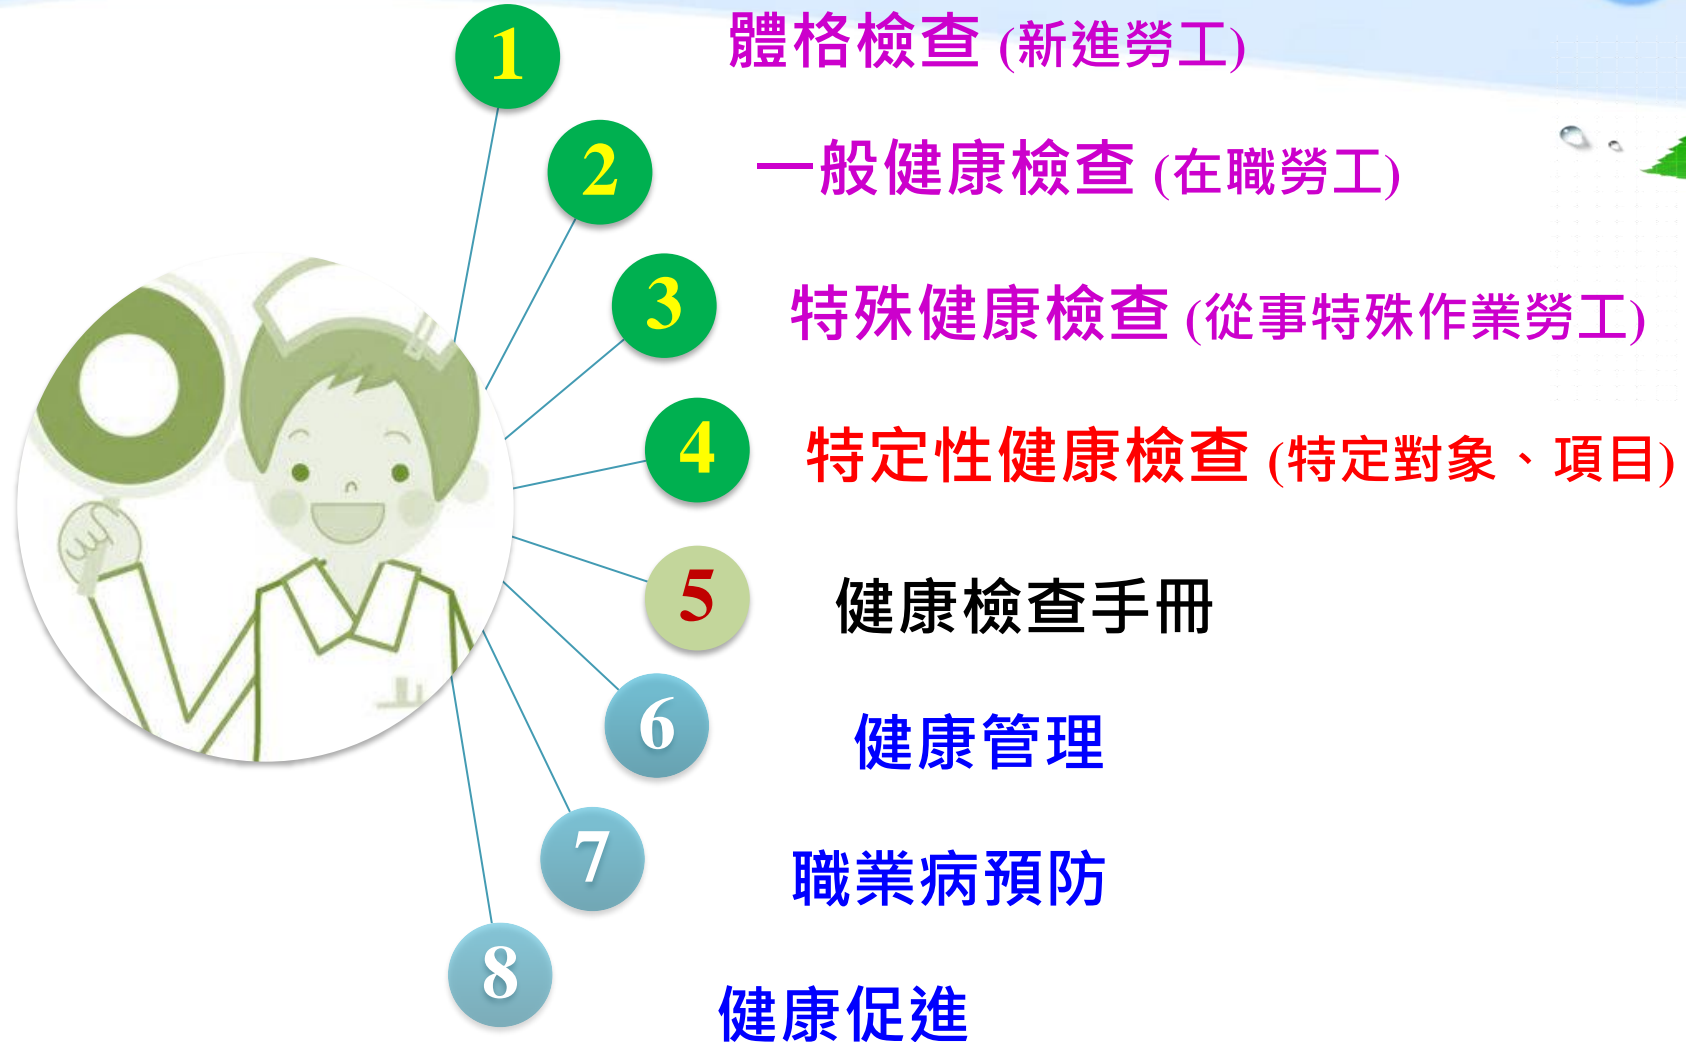 1 體格檢查 (新進勞工)
2 一般健康檢查 (在職勞工)
3 特殊健康檢查 (從事特殊作業勞工)
4 特定性健康檢查 (特定對象、項目)
5 健康檢查手冊
6 健康管理
7 職業病預防
8 健康促進